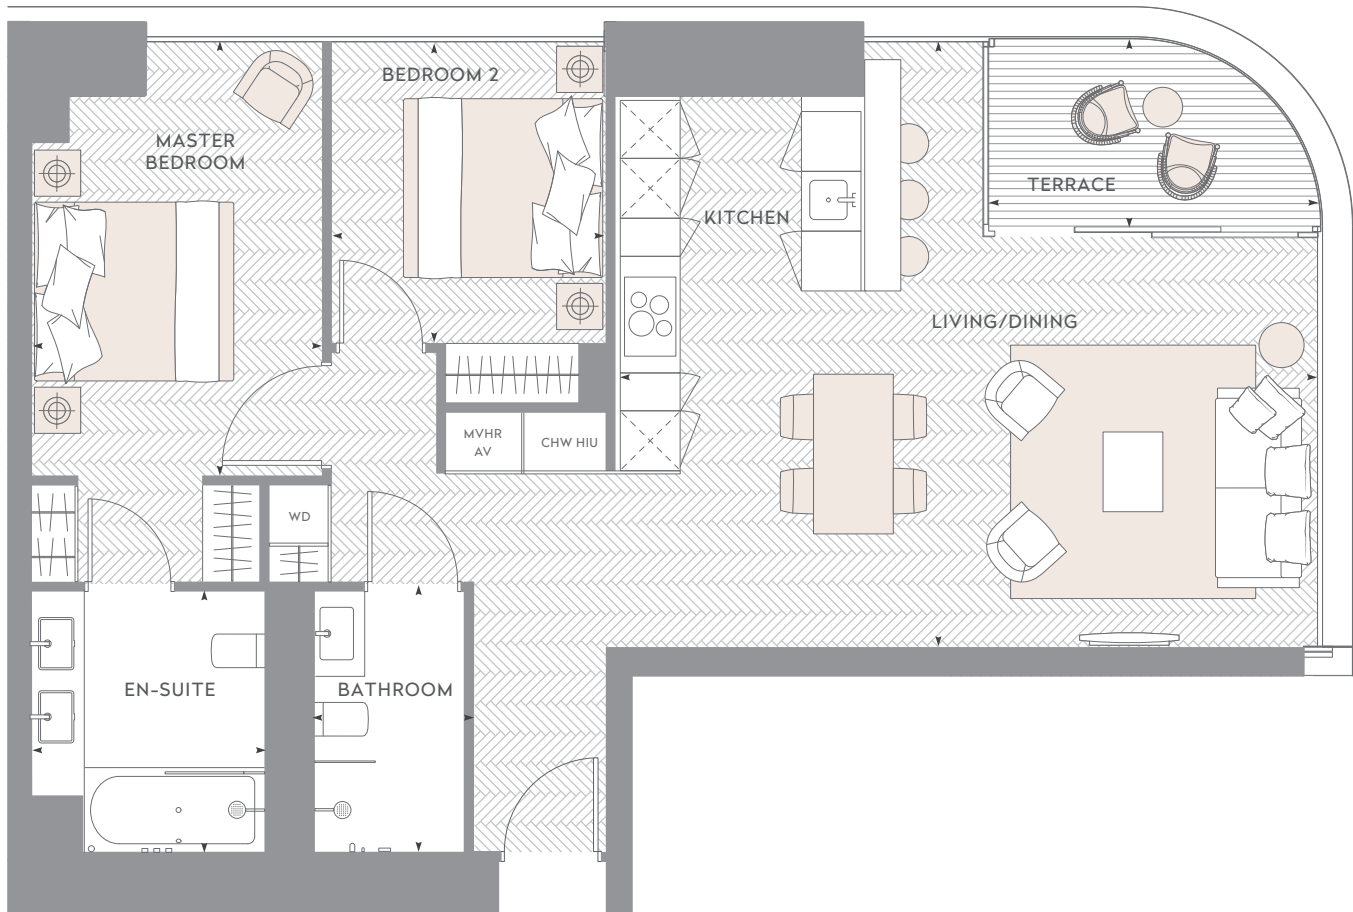 BEDROOM 2
MASTER
BEDROOM
TERRACE
KITCHEN
LIVING/DINING
MVHR
AV
CHW HIU
WD
EN-SUITE
BATHROOM